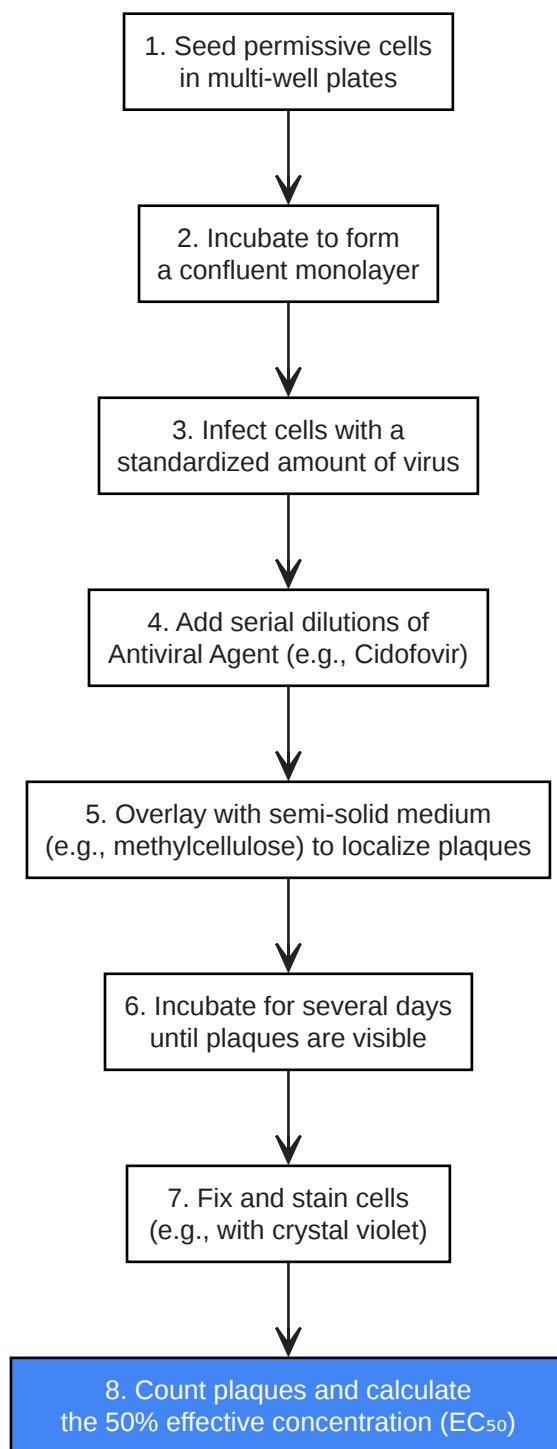 1. Seed permissive cells
in multi-well plates
2. Incubate to form
a confluent monolayer
3. Infect cells with a
standardized amount of virus
4. Add serial dilutions of
Antiviral Agent (e.g., Cidofovir)
5. Overlay with semi-solid medium
(e.g., methylcellulose) to localize plaques
6. Incubate for several days
until plaques are visible
7. Fix and stain cells
(e.g., with crystal violet)
8. Count plaques and calculate
the 50% effective concentration (EC₅₀)